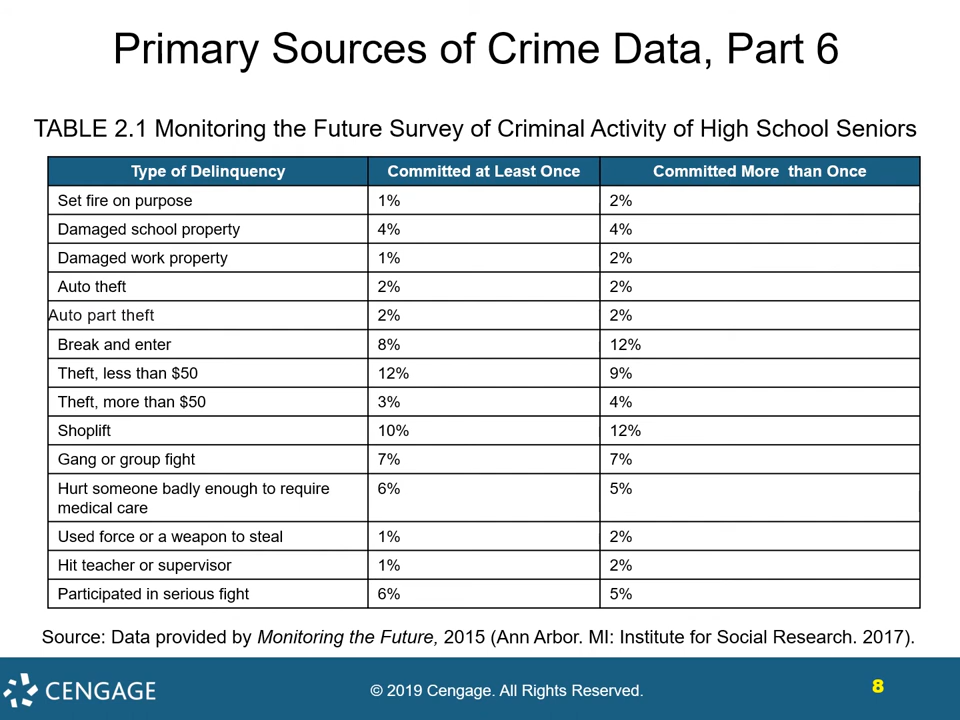 Primary Sources of Crime Data, Part 6
TABLE 2.1 Monitoring the Future Survey of Criminal Activity of High School Seniors
Type of Delinquency Committed at Least Once Committed More than Once
Set fire on purpose 1% 2%
Damaged school property 4% 4%
Damaged work property 1% 2%
Auto theft 2% 2%
Auto part theft 2% 2%
Break and enter 8% 12%
Theft, less than $50 12% 9%
Theft, more than $50 3% 4%
Shoplift 10% 12%
Gang or group fight 7% 7%
Hurt someone badly enough to require 6% 5%
medical care
Used force or a weapon to steal 1% 2%
Hit teacher or supervisor 1% 2%
Participated in serious fight 6% 5%
Source: Data provided by Monitoring the Future, 2015 (Ann Arbor. MI: Institute for Social Research. 2017).
CENGAGE © 2019 Cengage. All Rights Reserved. 8